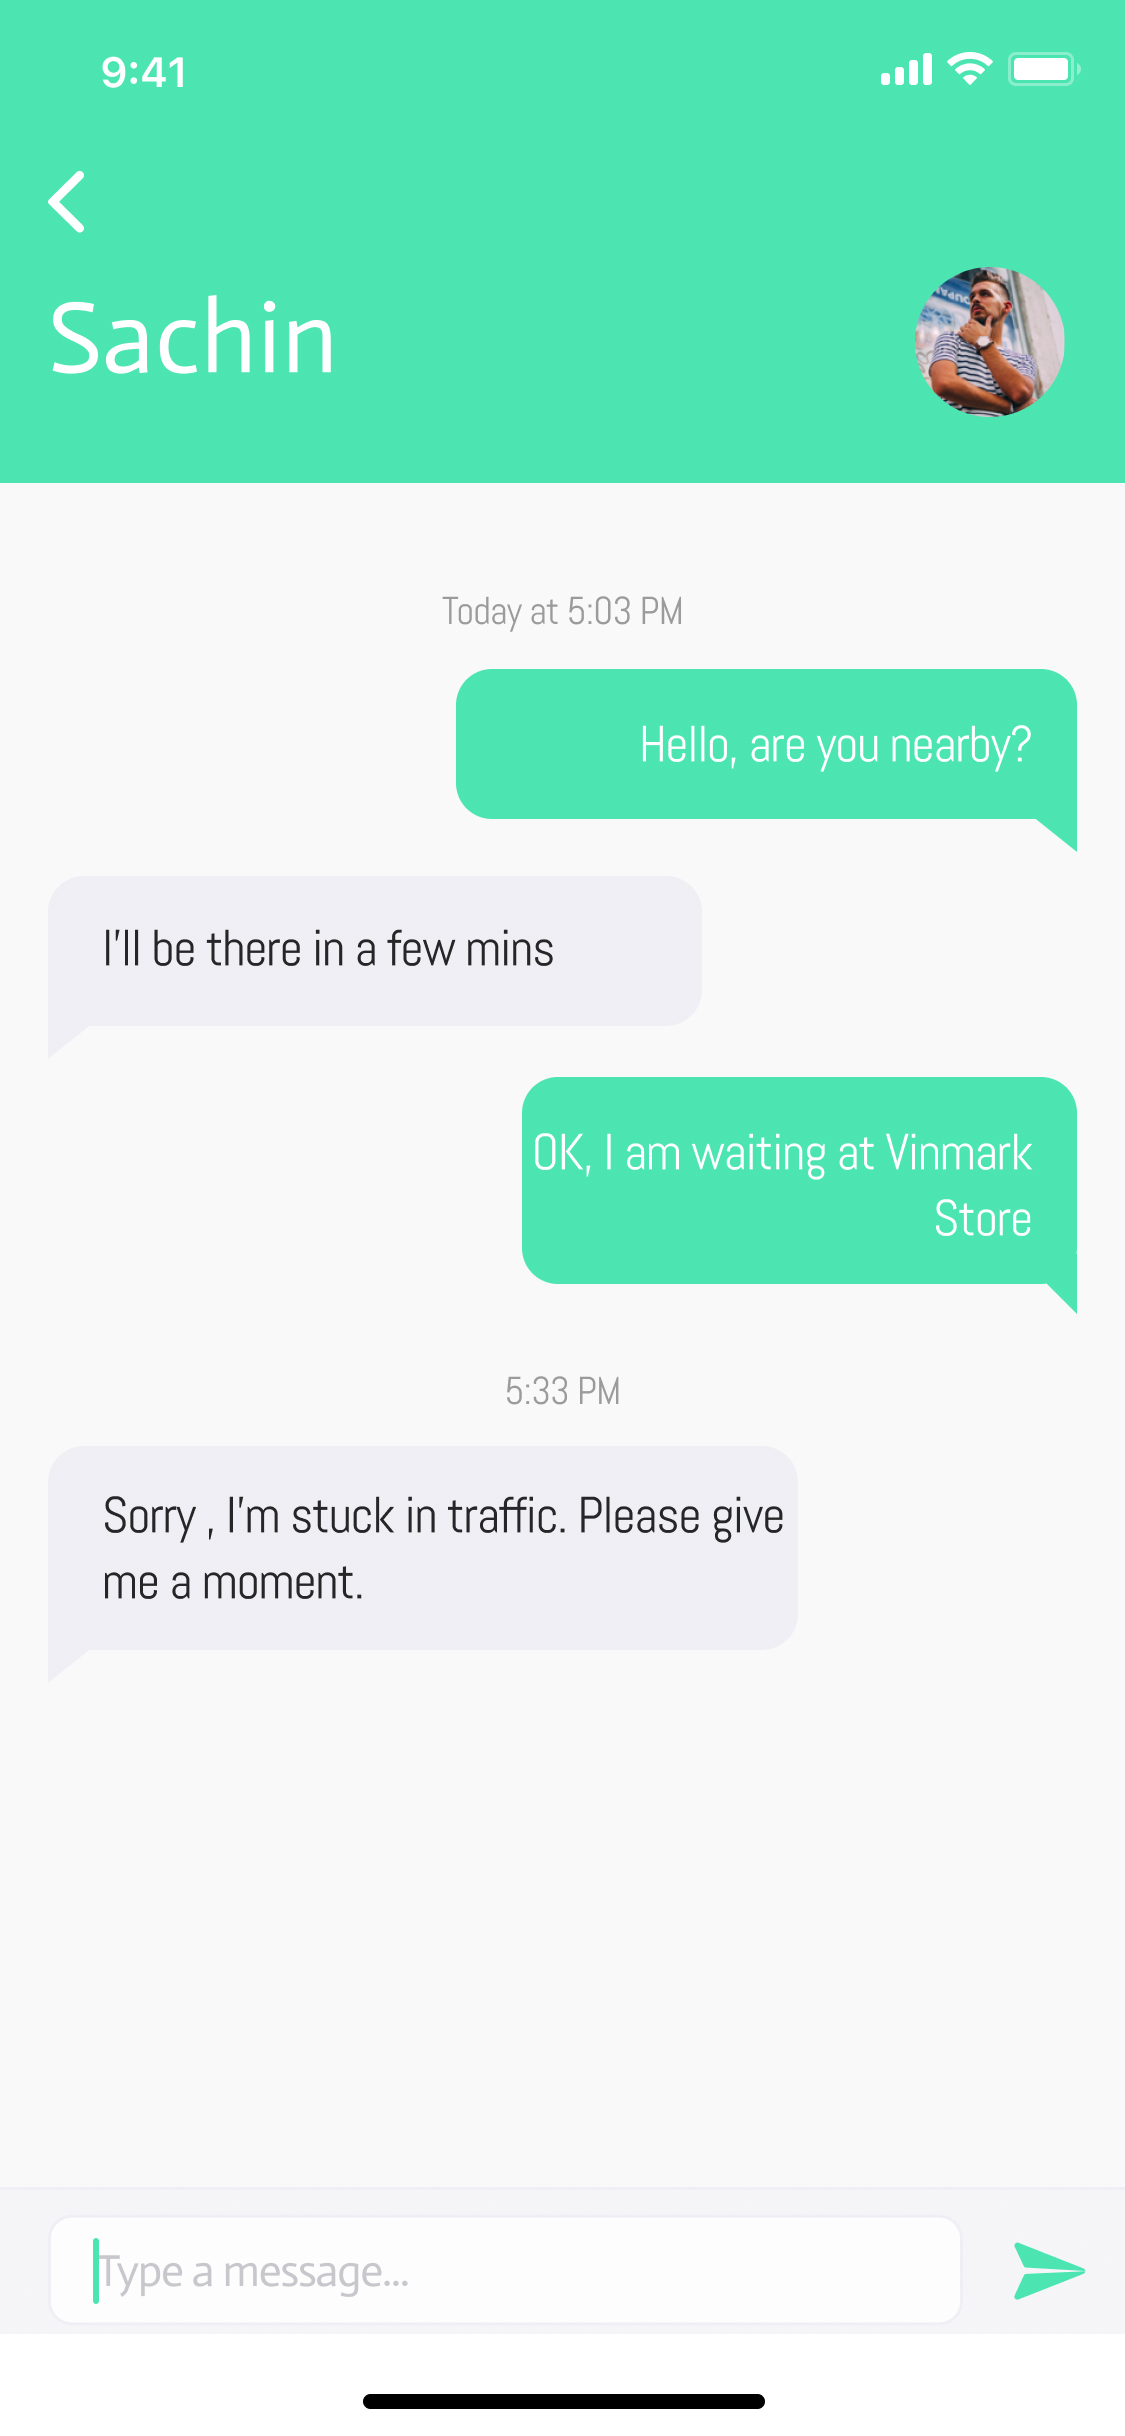 9:41
Sachin
Today at 5:03 PM
Hello, are you nearby?
I'll be there in a few mins
OK, I am waiting at Vinmark
Store
5:33 PM
Sorry , I'm stuck in traffic. Please give
me a moment.
Type a message...